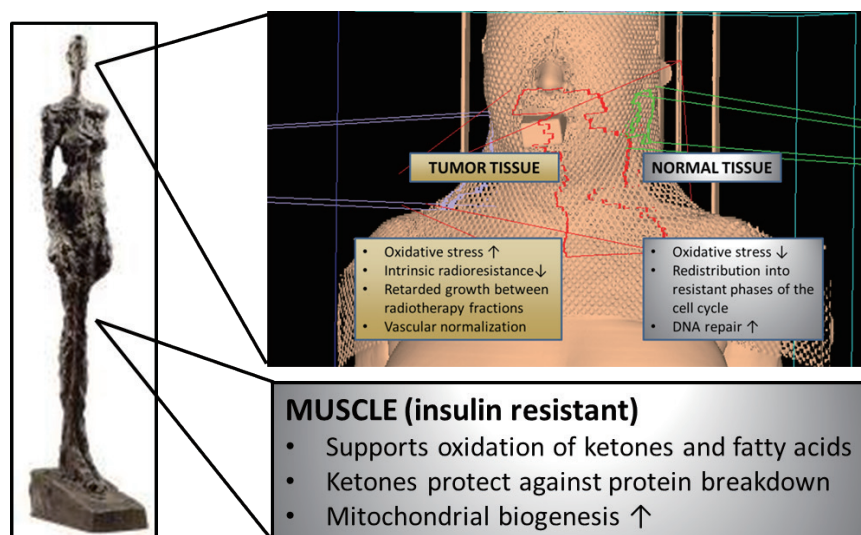 TUMOR TISSUE
• Oxidative stress ↑
• Intrinsic radioresistance↓
• Retarded growth between
radiotherapy fractions
• Vascular normalization
NORMAL TISSUE
• Oxidative stress ↓
• Redistribution into
resistant phases of the
cell cycle
• DNA repair ↑
MUSCLE (insulin resistant)
• Supports oxidation of ketones and fatty acids
• Ketones protect against protein breakdown
• Mitochondrial biogenesis ↑